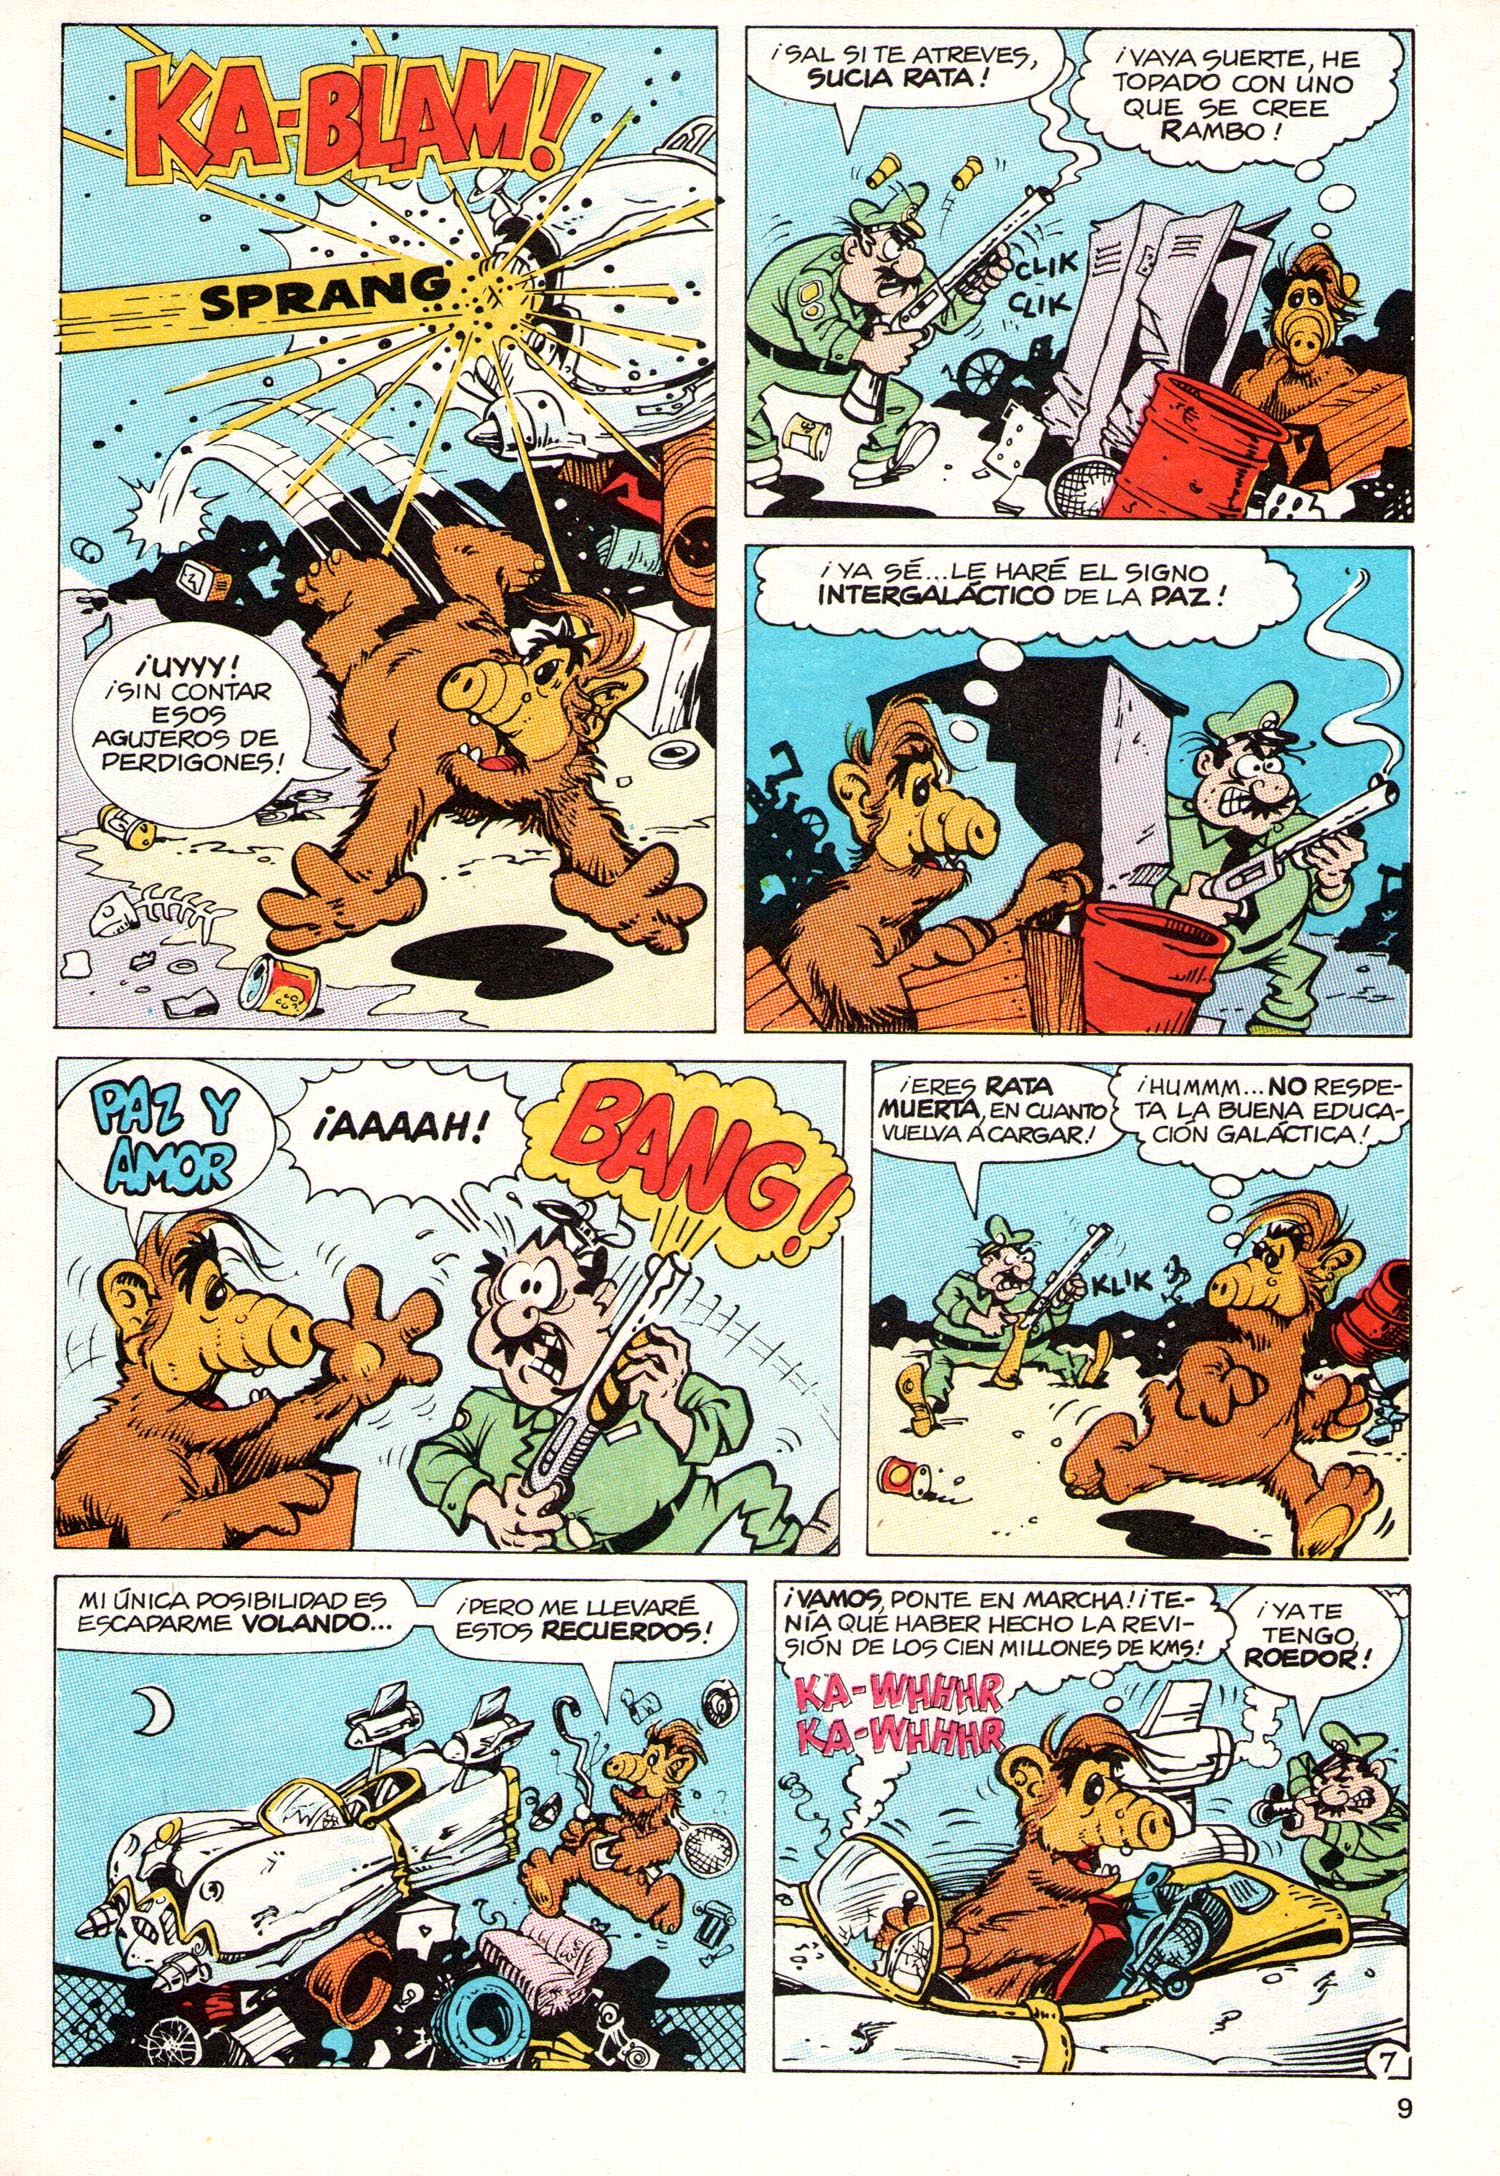 KA-BLAM!
SPRANG
¡UYYY!
¡SIN CONTAR
ESOS
AGUJEROS DE
PERDIGONES!
¡SAL SI TE ATREVES,
SUCIA RATA!
¡VAYA SUERTE, HE
TOPADO CON UNO
QUE SE CREE
RAMBO!
CLIK
CLIK
¡YA SÉ...LE HARÉ EL SIGNO
INTERGALÁCTICO DE LA PAZ!
PAZ Y
AMOR
¡AAAAH!
BANG!
¡ERES RATA
MUERTA, EN CUANTO
VUELVA A CARGAR!
¡HUMMM...NO RESPE-
TA LA BUENA EDUCA-
CIÓN GALÁCTICA!
KLIK
MI ÚNICA POSIBILIDAD ES
ESCAPARME VOLANDO...
¡PERO ME LLEVARÉ
ESTOS RECUERDOS!
¡VAMOS, PONTE EN MARCHA! ¡TE-
NÍA QUE HABER HECHO LA REVI-
SIÓN DE LOS CIEN MILLONES DE KMS!
¡YA TE
TENGO,
ROEDOR!
KA-WHHHR
KA-WHHHR
7
9